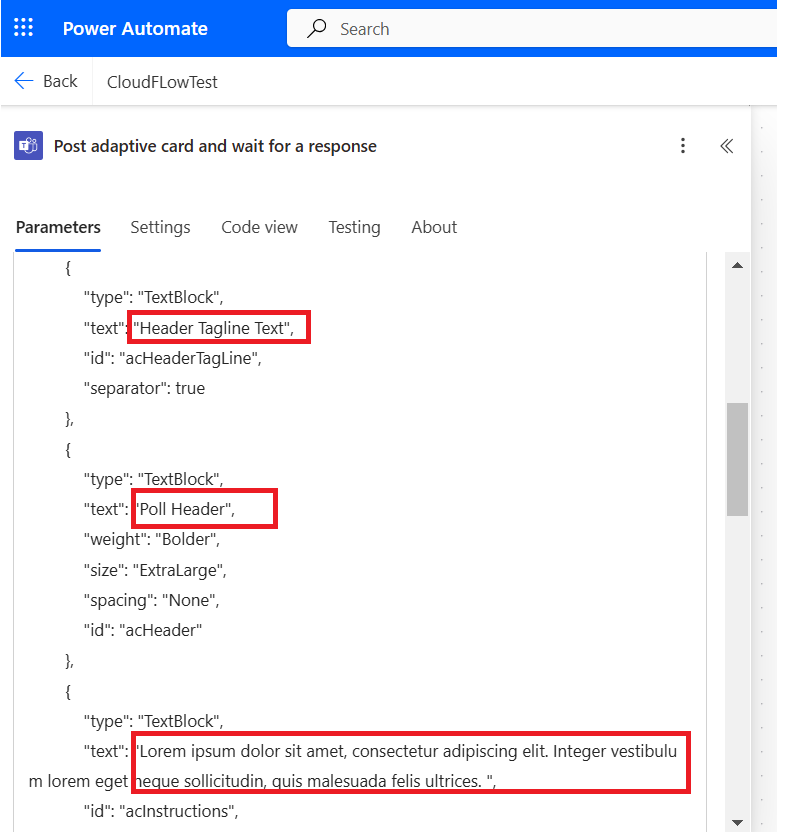 Power Automate
Search
Back
CloudFLowTest
Post adaptive card and wait for a response
Parameters
Settings
Code view
Testing
About
{
"type": "TextBlock",
"text": "Header Tagline Text",
"id": "acHeaderTagLine",
"separator": true
},
{
"type": "TextBlock",
"text": "Poll Header",
"weight": "Bolder",
"size": "ExtraLarge",
"spacing": "None",
"id": "acHeader"
},
{
"type": "TextBlock",
"text": "Lorem ipsum dolor sit amet, consectetur adipiscing elit. Integer vestibulu
m lorem eget neque sollicitudin, quis malesuada felis ultrices. ",
"id": "acInstructions",